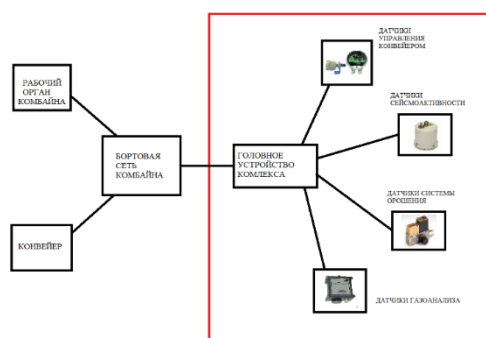 РАБОЧИЙ
ОРГАН
КОМБАЙНА
КОНВЕЙЕР
БОРТОВАЯ
СЕТЬ
КОМБАЙНА
ГОЛОВНОЕ
УСТРОЙСТВО
КОМЛЕКСА
ДАТЧИКИ
УПРАВЛЕНИЯ
КОНВЕЙЕРОМ
ДАТЧИКИ
СЕЙСМОАКТИВНОСТИ
ДАТЧИКИ СИСТЕМЫ
ОРОШЕНИЯ
ДАТЧИКИ ГАЗОАНАЛИЗА